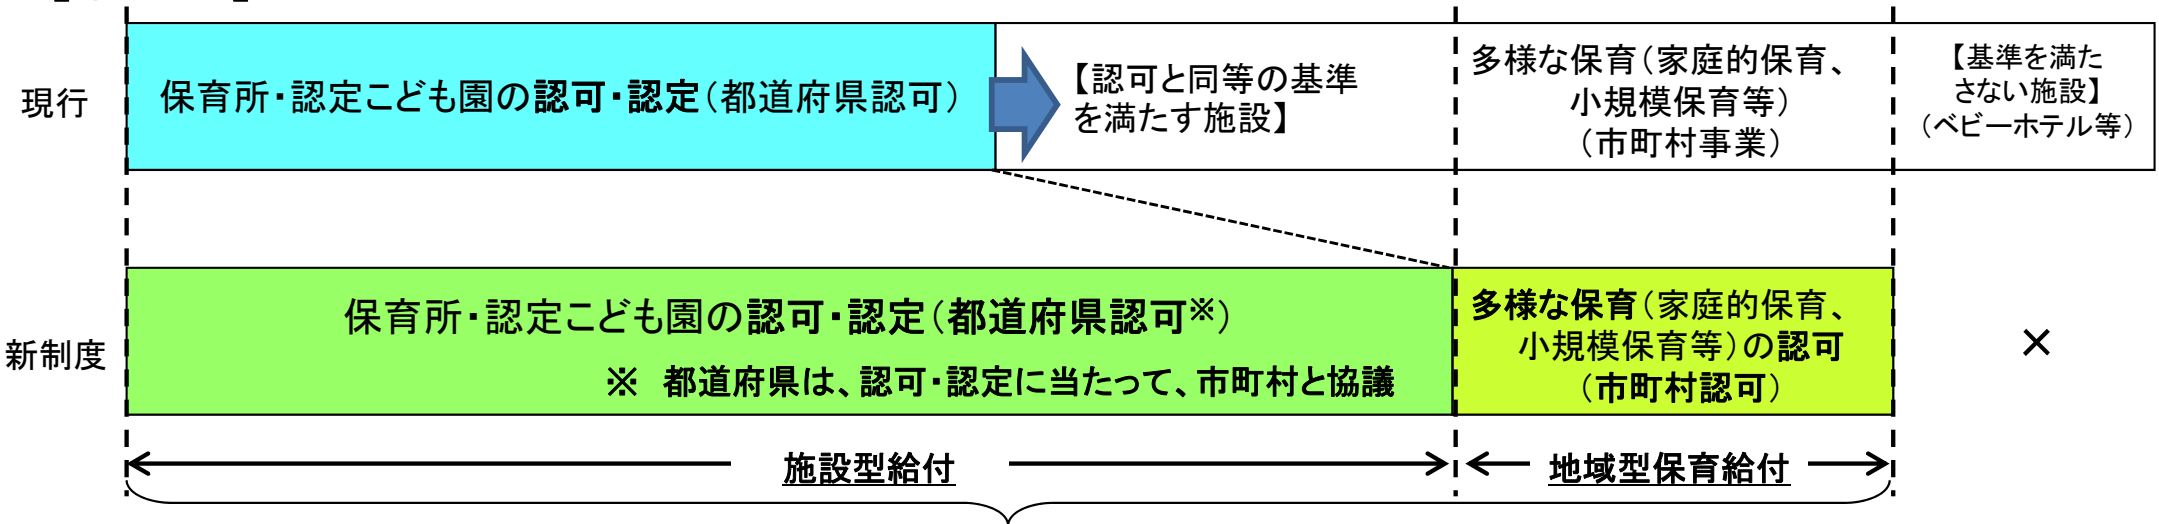 現行
保育所・認定こども園の認可・認定（都道府県認可）
【認可と同等の基準
を満たす施設】
多様な保育（家庭的保育、
小規模保育等）
（市町村事業）
【基準を満た
さない施設】
（ベビーホテル等）
新制度
保育所・認定こども園の認可・認定（都道府県認可※）
※　都道府県は、認可・認定に当たって、市町村と協議
多様な保育（家庭的保育、
小規模保育等）の認可
（市町村認可）
×
施設型給付
地域型保育給付